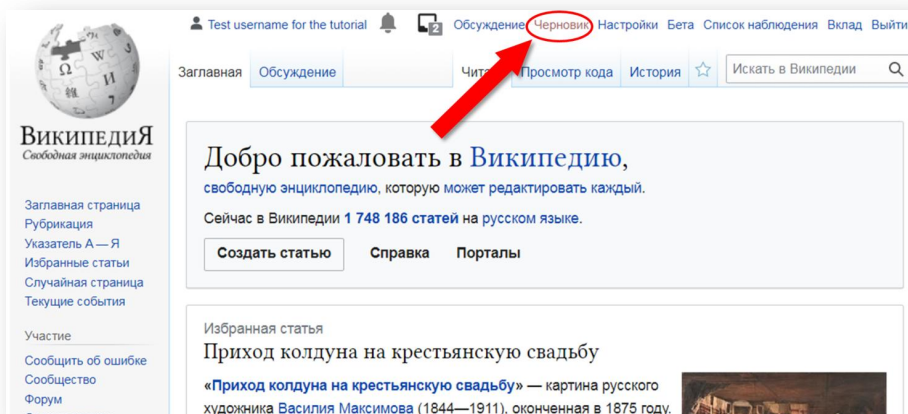 Test username for the tutorial 2 Обсуждение Черновик Настройки Бета Список наблюдения Вклад Выйти
Заглавная Обсуждение Просмотр кода История Искать в Википедии
ВикипедиЯ
Свободная энциклопедия
Добро пожаловать в Википедию,
свободную энциклопедию, которую может редактировать каждый.
Сейчас в Википедии 1 748 186 статей на русском языке.
Создать статью Справка Порталы
Заглавная страница
Рубрикация
Указатель А — Я
Избранные статьи
Случайная страница
Текущие события
Участие
Сообщить об ошибке
Сообщество
Форум
Избранная статья
Приход колдуна на крестьянскую свадьбу
«Приход колдуна на крестьянскую свадьбу» — картина русского
художника Василия Максимова (1844—1911), оконченная в 1875 году.